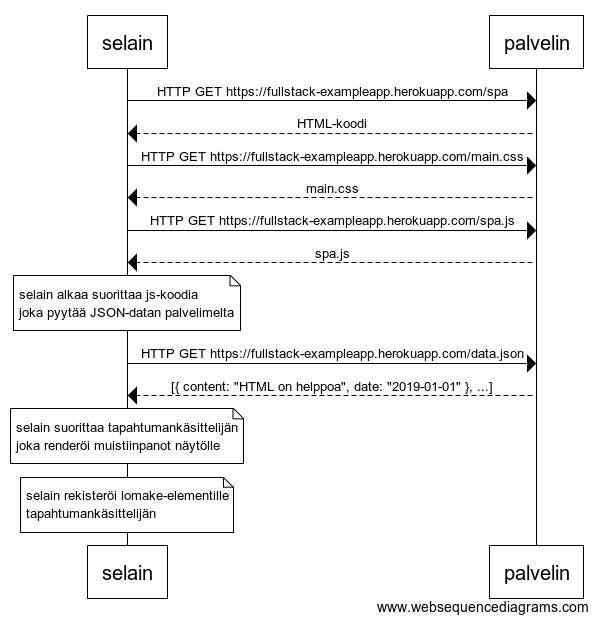 selain
palvelin
HTTP GET https://fullstack-exampleapp.herokuapp.com/spa
HTML-koodi
HTTP GET https://fullstack-exampleapp.herokuapp.com/main.css
main.css
HTTP GET https://fullstack-exampleapp.herokuapp.com/spa.js
spa.js
selain alkaa suorittaa js-koodia
joka pyytää JSON-datan palvelimelta
HTTP GET https://fullstack-exampleapp.herokuapp.com/data.json
[{ content: "HTML on helppoa", date: "2019-01-01" }, ...]
selain suorittaa tapahtumankäsittelijän
joka renderöi muistiinpanot näytölle
selain rekisteröi lomake-elementille
tapahtumankäsittelijän
selain
palvelin
www.websequencediagrams.com